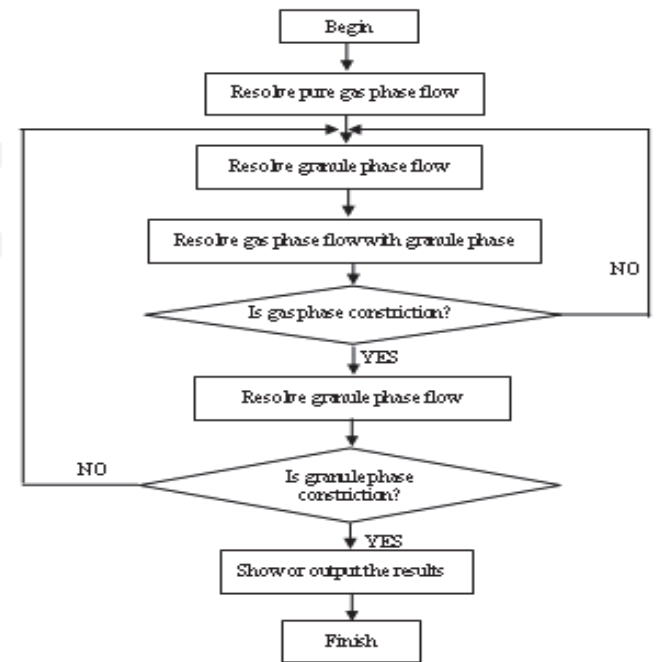 Begin
Resolve pure gas phase flow
Resolve granule phase flow
Resolve gas phase flow with granule phase
NO
Is gas phase constriction?
YES
Resolve granule phase flow
NO
Is granule phase
constriction?
YES
Show or output the results
Finish